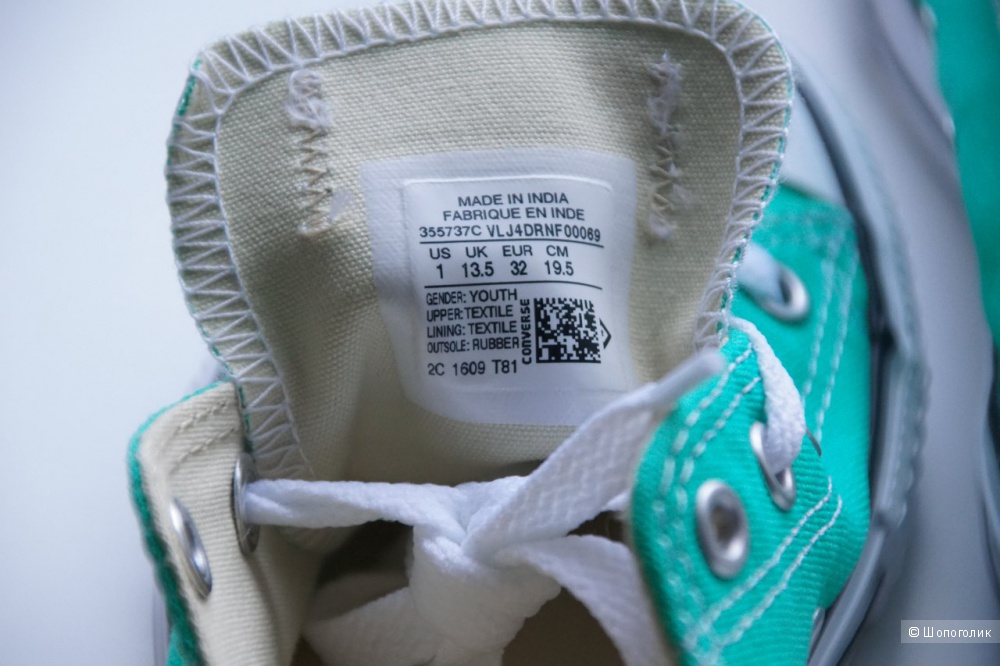 MADE IN INDIA
FABRIQUE EN INDE
355737C VLJ4DRNF00069
US UK EUR CM
1 13.5 32 19.5
GENDER: YOUTH
UPPER: TEXTILE
LINING: TEXTILE
OUTSOLE: RUBBER
CONVERSE
2C 1609 T81
© Шопоголик